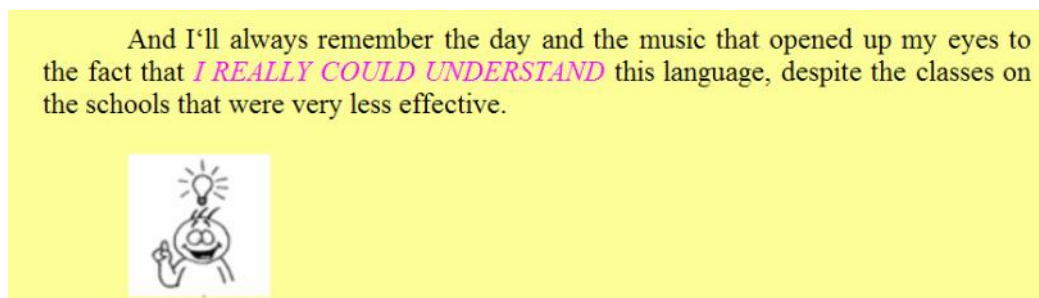 And I‘ll always remember the day and the music that opened up my eyes to
the fact that I REALLY COULD UNDERSTAND this language, despite the classes on
the schools that were very less effective.